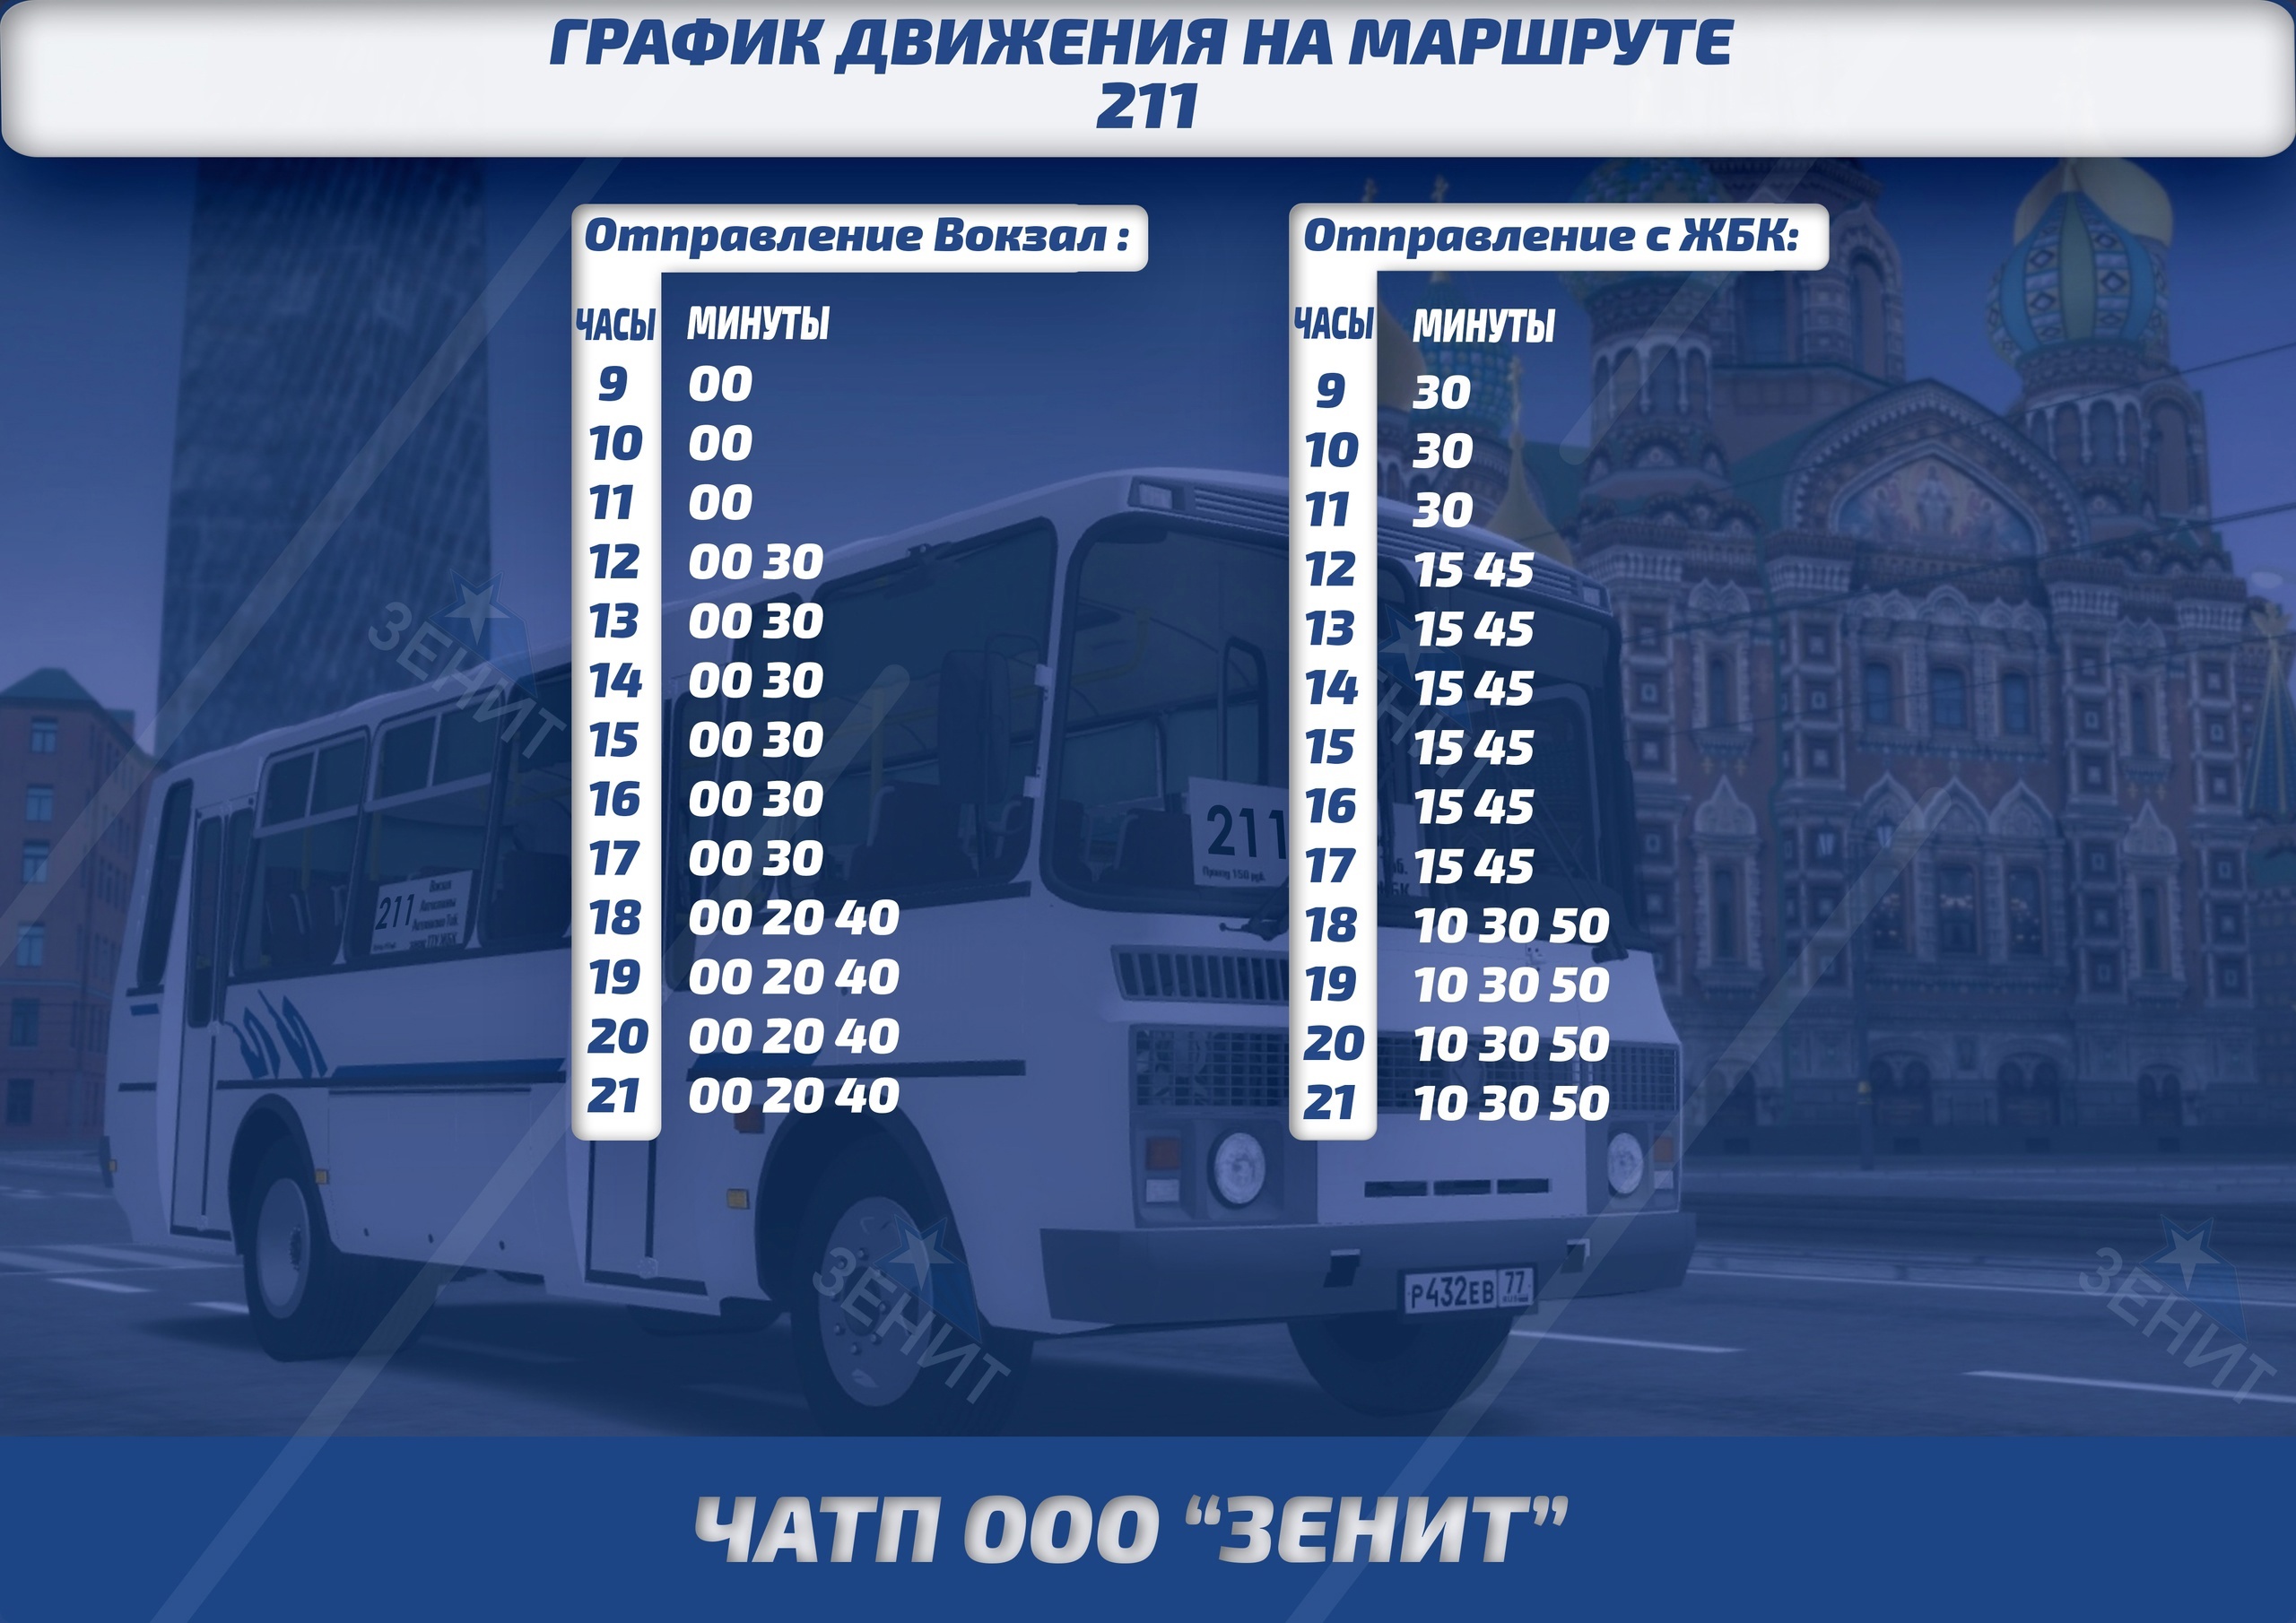 ГРАФИК ДВИЖЕНИЯ НА МАРШРУТЕ
211
Отправление Вокзал :
ЧАСЫ МИНУТЫ
9 00
10 00
11 00
12 00 30
13 00 30
14 00 30
15 00 30
16 00 30
17 00 30
18 00 20 40
19 00 20 40
20 00 20 40
21 00 20 40
Отправление с ЖБК:
ЧАСЫ МИНУТЫ
9 30
10 30
11 30
12 15 45
13 15 45
14 15 45
15 15 45
16 15 45
17 15 45
18 10 30 50
19 10 30 50
20 10 30 50
21 10 30 50
ЗЕНИТ
ЗЕНИТ
211
Проезд 150 руб.
211
Вокзал
Р432ЕВ 77
ЗЕНИТ
ЗЕНИТ
ЧАТП ООО “ЗЕНИТ”